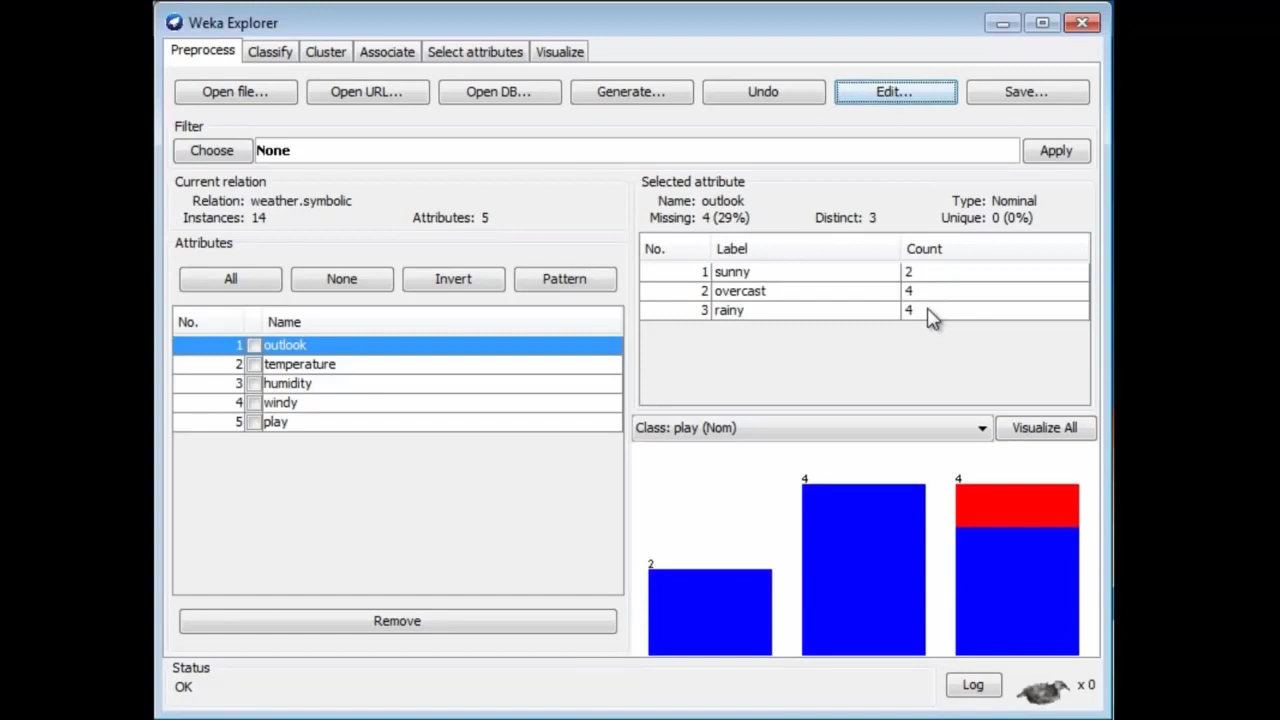 Weka Explorer
Preprocess Classify Cluster Associate Select attributes Visualize
Open file... Open URL... Open DB... Generate... Undo Edit... Save...
Filter
Choose None Apply
Current relation
Relation: weather.symbolic
Instances: 14 Attributes: 5
Attributes
All None Invert Pattern
No. Name
1 outlook
2 temperature
3 humidity
4 windy
5 play
Remove
Selected attribute
Name: outlook Type: Nominal
Missing: 4 (29%) Distinct: 3 Unique: 0 (0%)
No. Label Count
1 sunny 2
2 overcast 4
3 rainy 4
Class: play (Nom) Visualize All
2 4 4
Status
OK
Log x 0